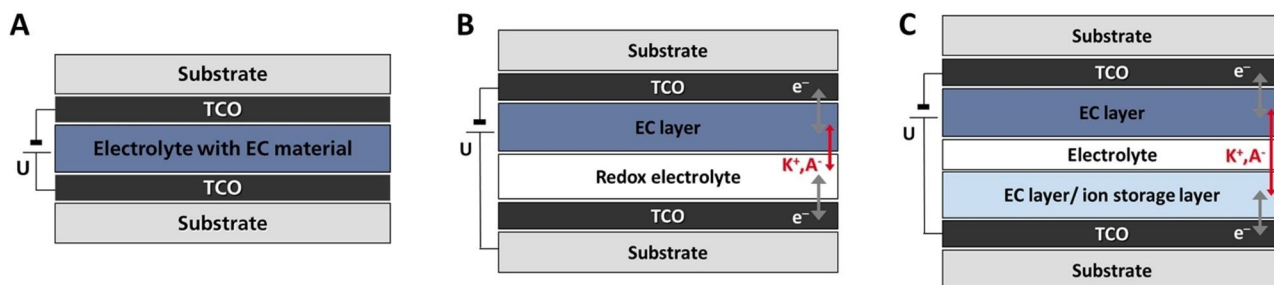 A
Substrate
TCO
Electrolyte with EC material
U
TCO
Substrate
B
Substrate
TCO e⁻
EC layer
U
K⁺,A⁻
Redox electrolyte
TCO e⁻
Substrate
C
Substrate
TCO e⁻
EC layer
U
Electrolyte K⁺,A⁻
EC layer/ ion storage layer
TCO e⁻
Substrate